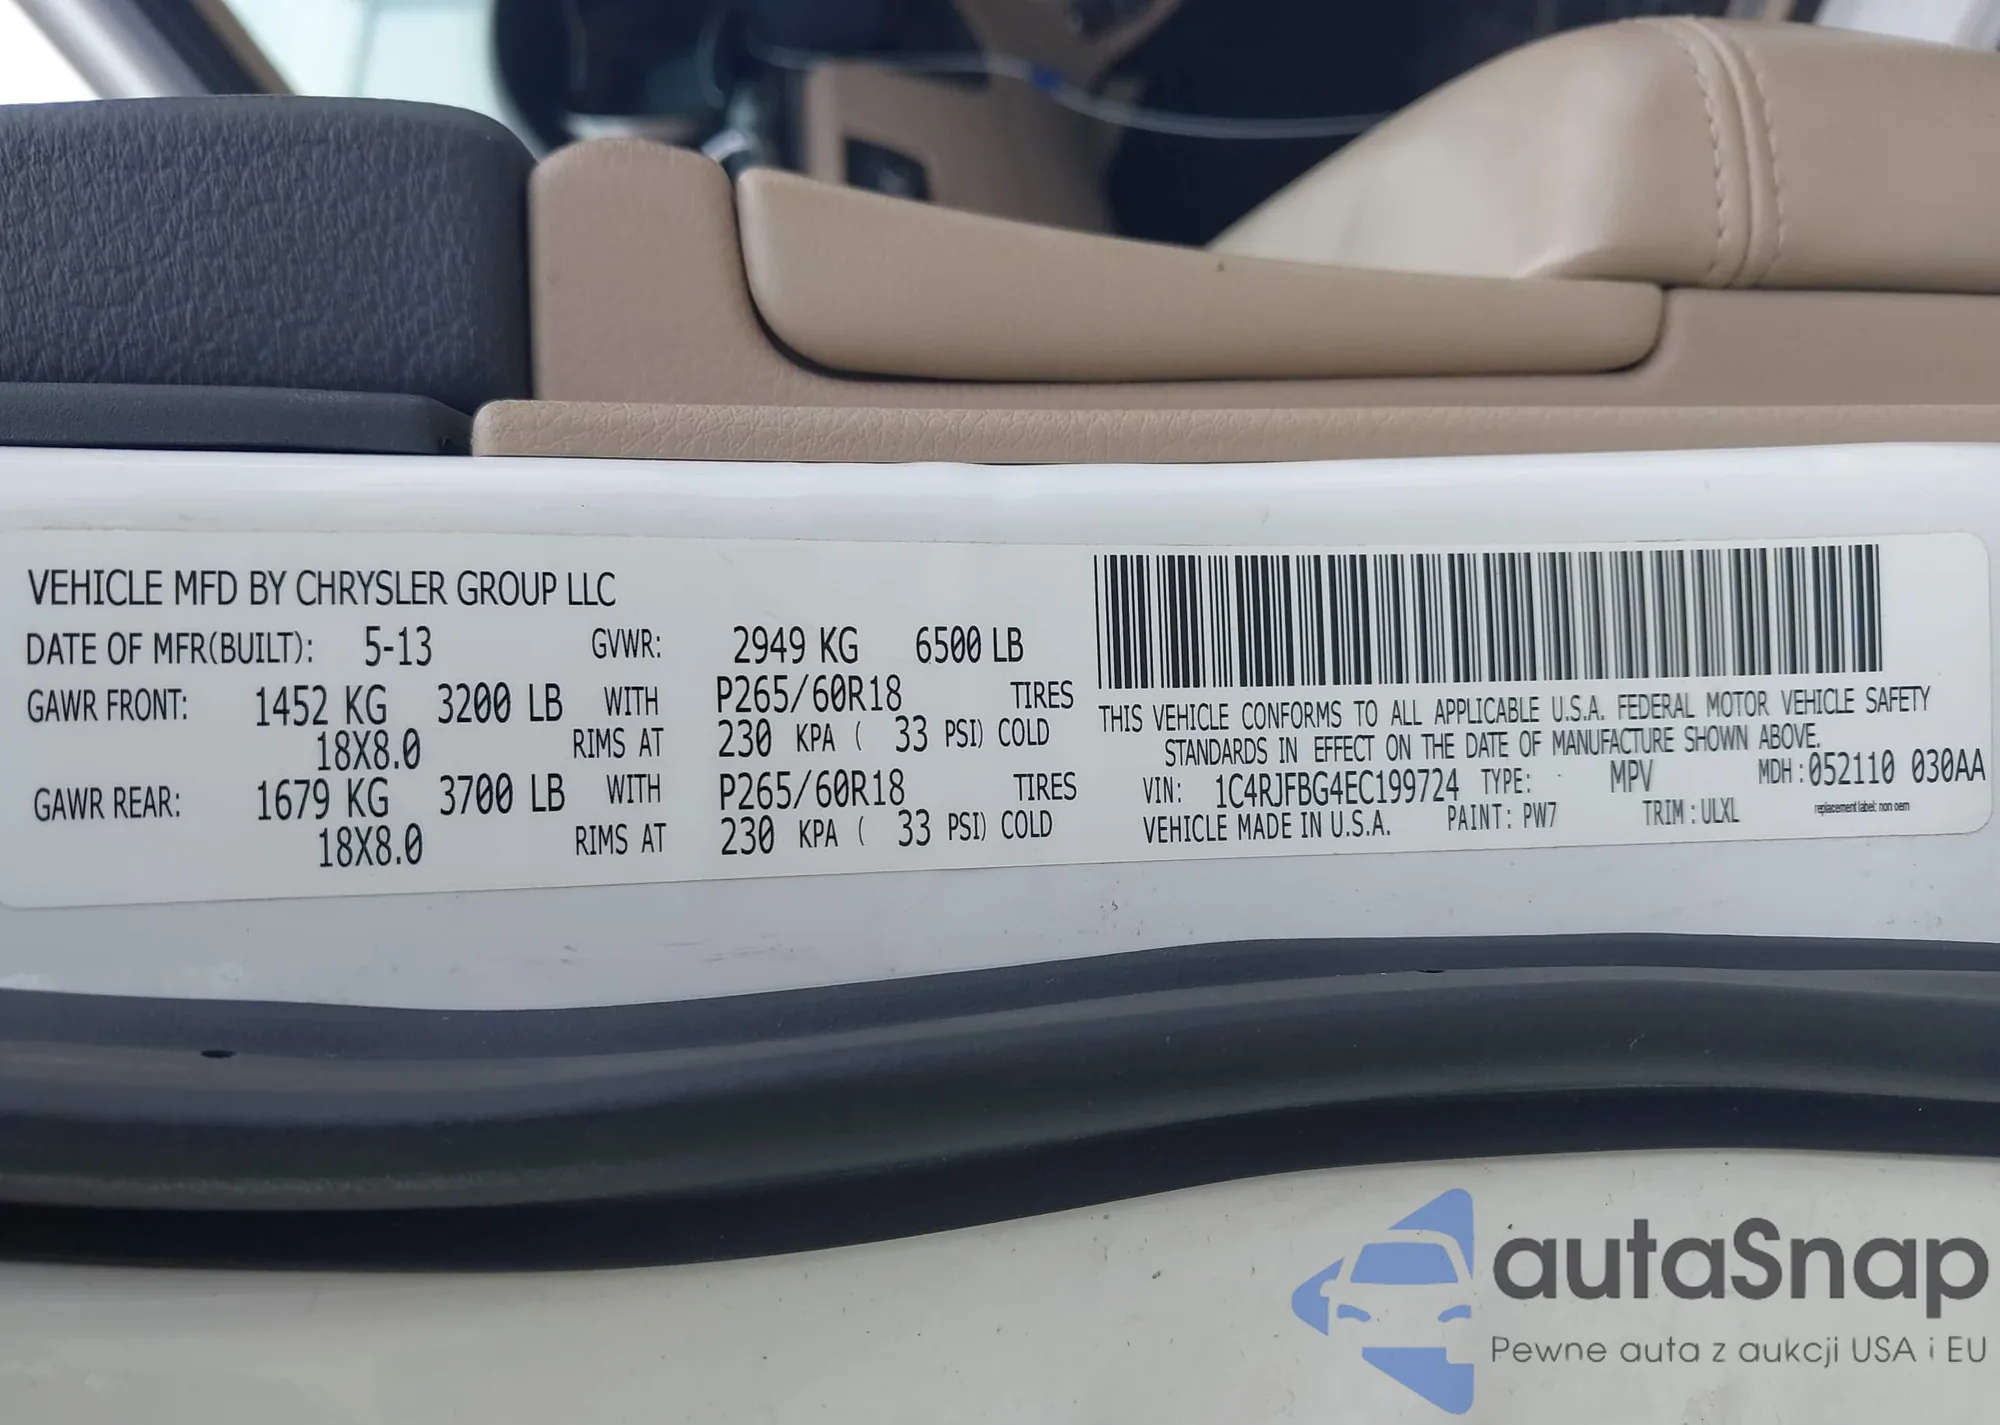 VEHICLE MFD BY CHRYSLER GROUP LLC
DATE OF MFR(BUILT): 5-13 GVWR: 2949 KG 6500 LB
GAWR FRONT: 1452 KG 3200 LB WITH P265/60R18 TIRES
18X8.0 RIMS AT 230 KPA ( 33 PSI) COLD
GAWR REAR: 1679 KG 3700 LB WITH P265/60R18 TIRES
18X8.0 RIMS AT 230 KPA ( 33 PSI) COLD
THIS VEHICLE CONFORMS TO ALL APPLICABLE U.S.A. FEDERAL MOTOR VEHICLE SAFETY
STANDARDS IN EFFECT ON THE DATE OF MANUFACTURE SHOWN ABOVE.
VIN: 1C4RJFBG4EC199724 TYPE: MPV MDH:052110 030AA
VEHICLE MADE IN U.S.A. PAINT: PW7 TRIM:ULXL replacement label: non oem
autaSnap
Pewne auta z aukcji USA i EU